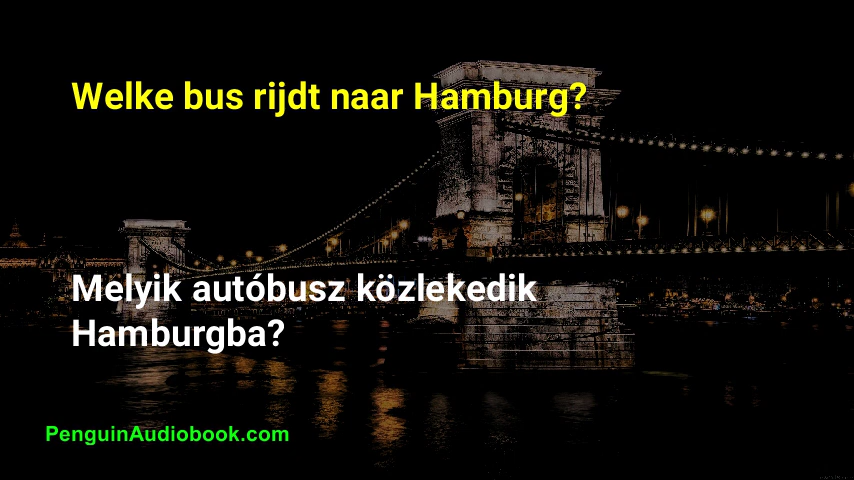 Welke bus rijdt naar Hamburg?
Melyik autóbusz közlekedik
Hamburgba?
PenguinAudiobook.com